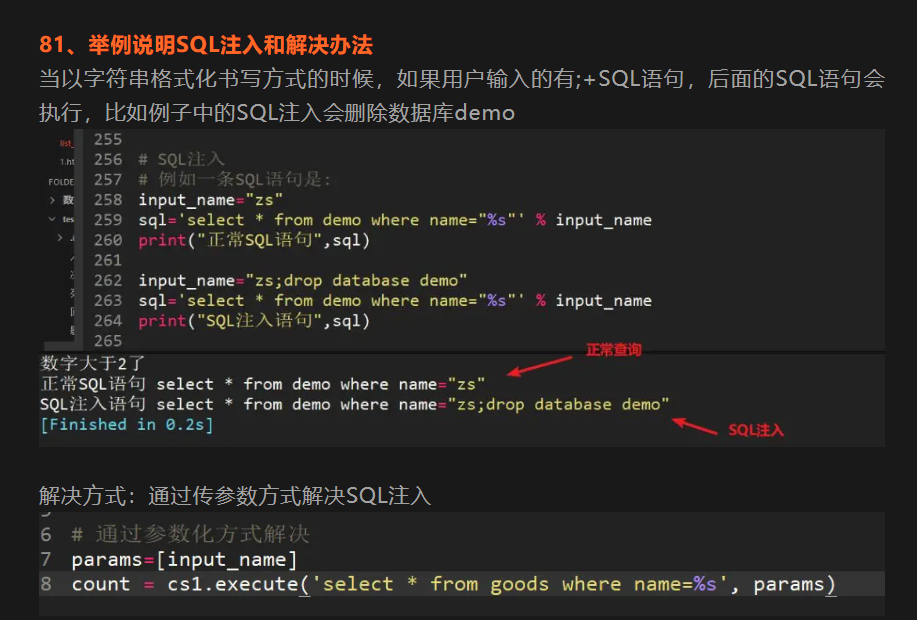 81、举例说明SQL注入和解决办法
当以字符串格式化书写方式的时候，如果用户输入的有;+SQL语句，后面的SQL语句会
执行，比如例子中的SQL注入会删除数据库demo
list_
1.ht
FOLDE
数
tes
255
256 # SQL注入
257 # 例如一条SQL语句是:
258 input_name="zs"
259 sql='select * from demo where name="%s"' % input_name
260 print("正常SQL语句",sql)
261
262 input_name="zs;drop database demo"
263 sql='select * from demo where name="%s"' % input_name
264 print("SQL注入语句",sql)
265
数字大于2了
正常查询
正常SQL语句 select * from demo where name="zs"
SQL注入语句 select * from demo where name="zs;drop database demo"
[Finished in 0.2s]
SQL注入
解决方式：通过传参数方式解决SQL注入
6 # 通过参数化方式解决
7 params=[input_name]
8 count = cs1.execute('select * from goods where name=%s', params)